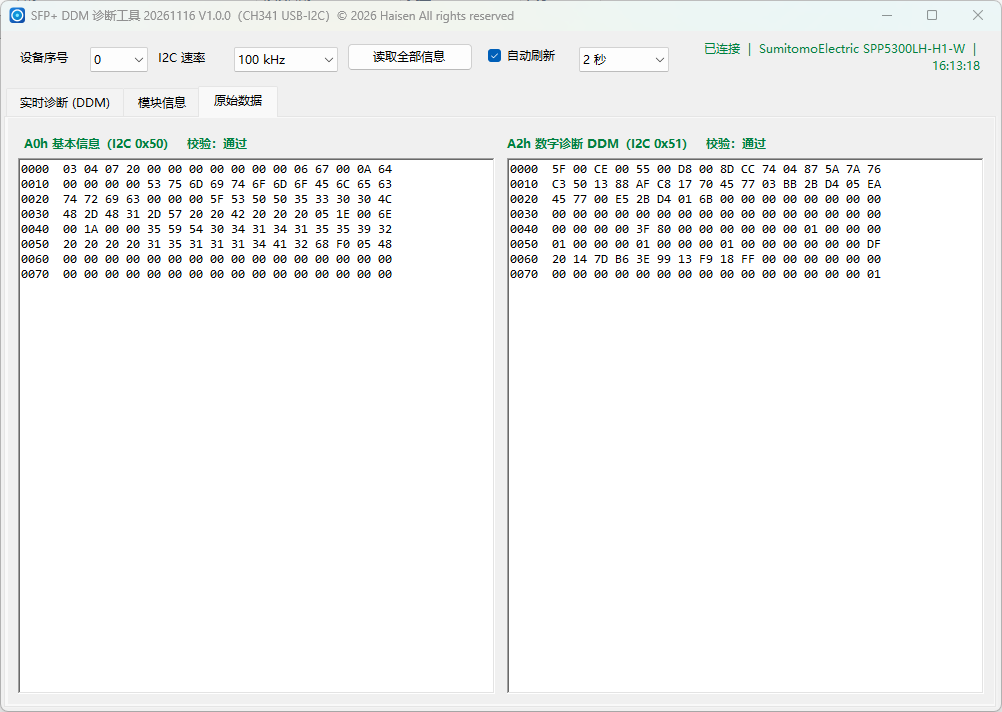 SFP+ DDM 诊断工具 20261116 V1.0.0（CH341 USB-I2C）© 2026 Haisen All rights reserved
设备序号 0 I2C 速率 100 kHz 读取全部信息 自动刷新 2 秒 已连接 | SumitomoElectric SPP5300LH-H1-W |
16:13:18
实时诊断 (DDM) 模块信息 原始数据
A0h 基本信息（I2C 0x50） 校验：通过
0000 03 04 07 20 00 00 00 00 00 00 00 06 67 00 0A 64
0010 00 00 00 00 53 75 6D 69 74 6F 6D 6F 45 6C 65 63
0020 74 72 69 63 00 00 00 5F 53 50 50 35 33 30 30 4C
0030 48 2D 48 31 2D 57 20 20 42 20 20 20 05 1E 00 6E
0040 00 1A 00 00 35 59 54 30 34 31 34 31 35 35 39 32
0050 20 20 20 20 31 35 31 31 31 34 41 32 68 F0 05 48
0060 00 00 00 00 00 00 00 00 00 00 00 00 00 00 00 00
0070 00 00 00 00 00 00 00 00 00 00 00 00 00 00 00 00
A2h 数字诊断 DDM（I2C 0x51） 校验：通过
0000 5F 00 CE 00 55 00 D8 00 8D CC 74 04 87 5A 7A 76
0010 C3 50 13 88 AF C8 17 70 45 77 03 BB 2B D4 05 EA
0020 45 77 00 E5 2B D4 01 6B 00 00 00 00 00 00 00 00
0030 00 00 00 00 00 00 00 00 00 00 00 00 00 00 00 00
0040 00 00 00 00 3F 80 00 00 00 00 00 00 01 00 00 00
0050 01 00 00 00 01 00 00 00 01 00 00 00 00 00 00 DF
0060 20 14 7D B6 3E 99 13 F9 18 FF 00 00 00 00 00 00
0070 00 00 00 00 00 00 00 00 00 00 00 00 00 00 00 01